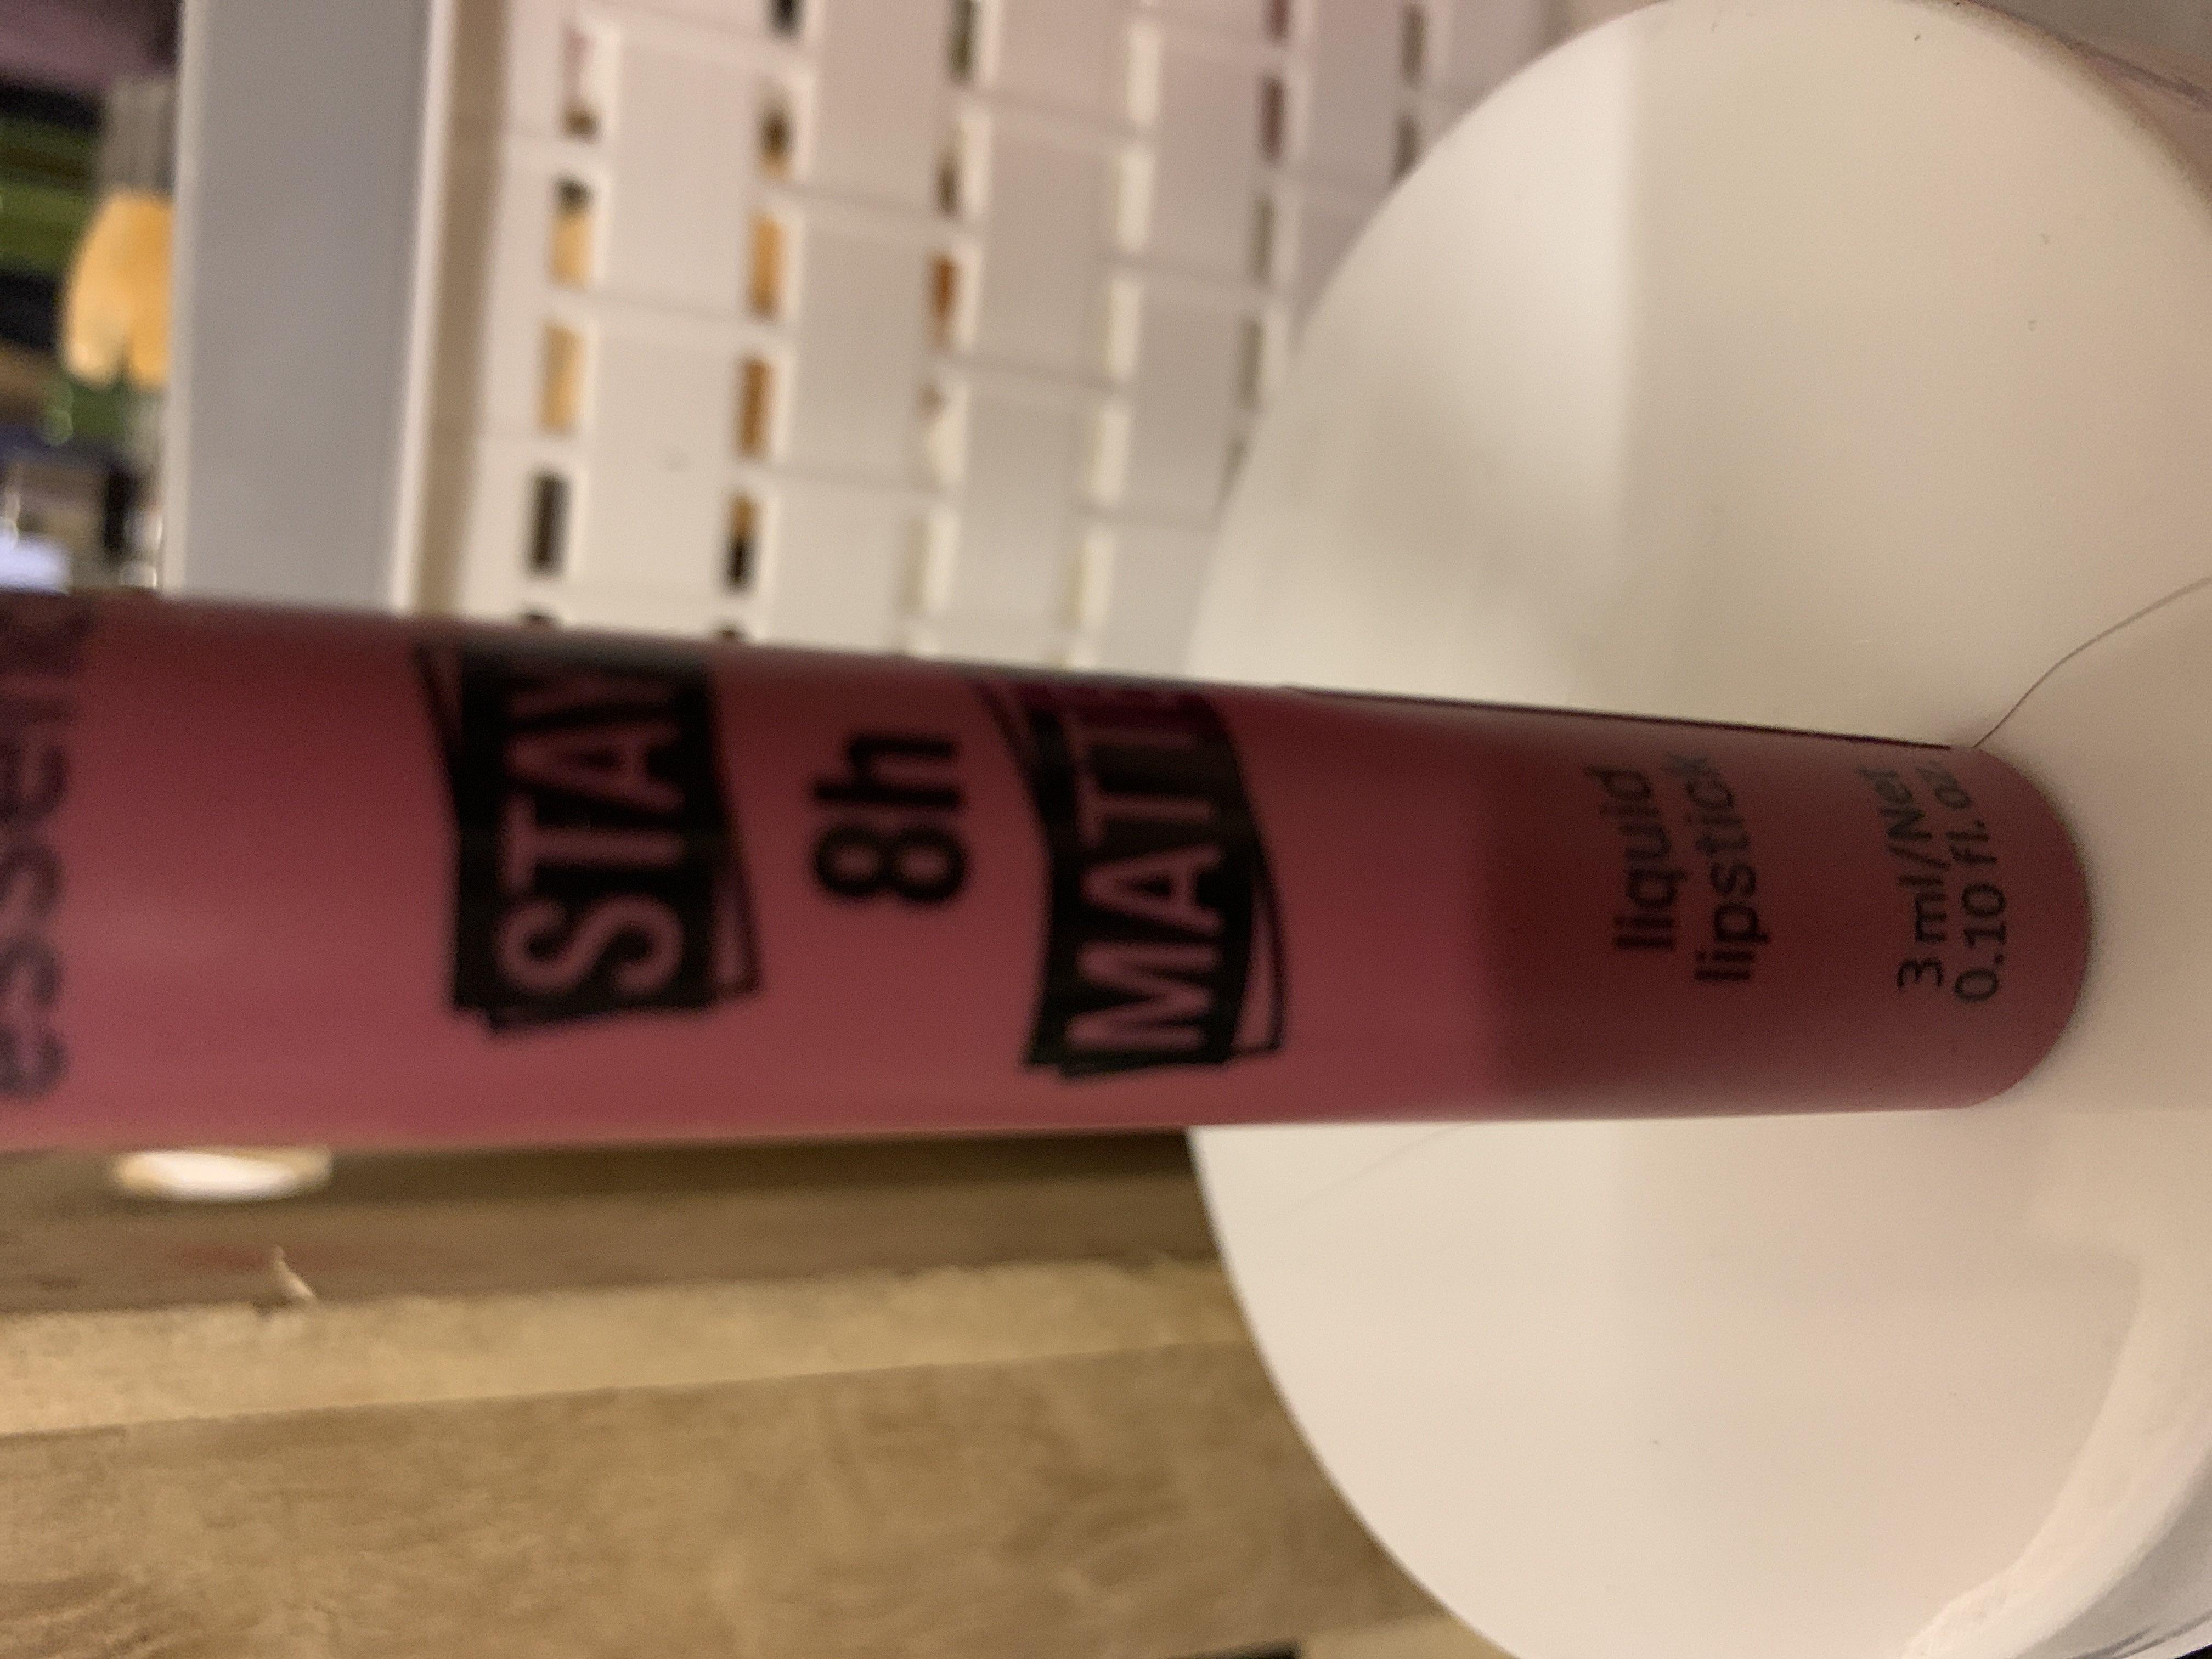 STAY
8h
MATTE
liquid
lipstick
3 ml/Net
0.10 fl.oz.